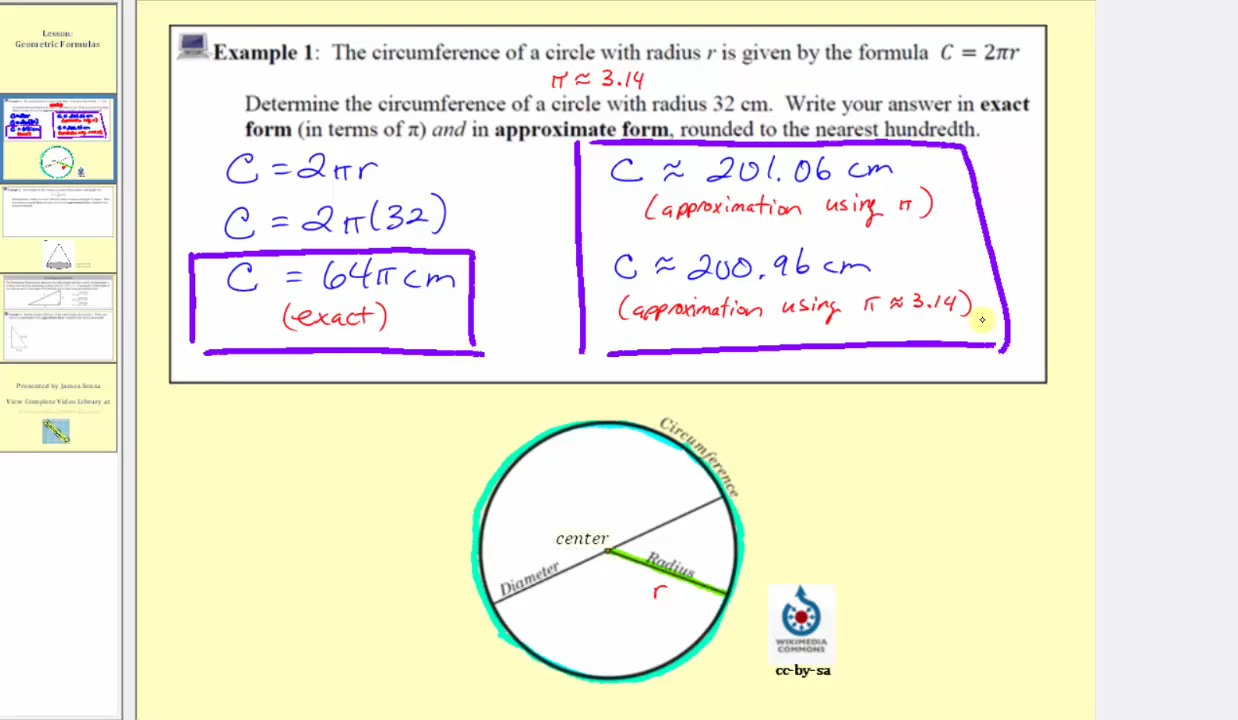 Lesson:
Geometric Formulas
Presented by James Sousa
View Complete Video Library at
Example 1: The circumference of a circle with radius r is given by the formula C = 2πr
π ≈ 3.14
Determine the circumference of a circle with radius 32 cm. Write your answer in exact
form (in terms of π) and in approximate form, rounded to the nearest hundredth.
C = 2πr
C = 2π(32)
C = 64π cm
(exact)
C ≈ 201.06 cm
(approximation using π)
C ≈ 200.96 cm
(approximation using π ≈ 3.14)
Circumference
center
Radius
Diameter
r
WIKIMEDIA
COMMONS
cc-by-sa